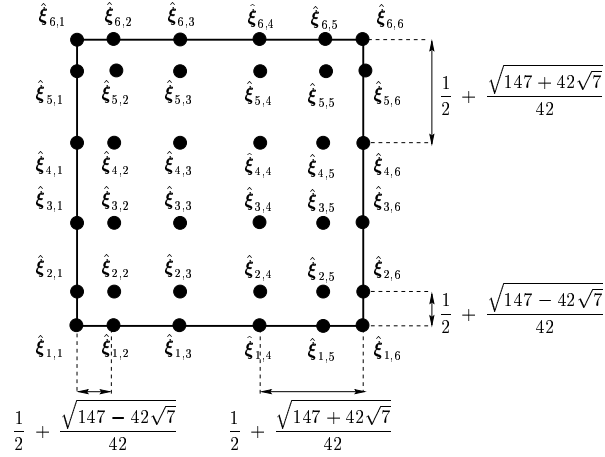 ξ̂6,1 ξ̂6,2 ξ̂6,3 ξ̂6,4 ξ̂6,5 ξ̂6,6
ξ̂5,1 ξ̂5,2 ξ̂5,3 ξ̂5,4 ξ̂5,5 ξ̂5,6
1/2 + √(147 + 42√7)/42
ξ̂4,1 ξ̂4,2 ξ̂4,3 ξ̂4,4 ξ̂4,5 ξ̂4,6
ξ̂3,1 ξ̂3,2 ξ̂3,3 ξ̂3,4 ξ̂3,5 ξ̂3,6
ξ̂2,1 ξ̂2,2 ξ̂2,3 ξ̂2,4 ξ̂2,5 ξ̂2,6
1/2 + √(147 − 42√7)/42
ξ̂1,1 ξ̂1,2 ξ̂1,3 ξ̂1,4 ξ̂1,5 ξ̂1,6
1/2 + √(147 − 42√7)/42 1/2 + √(147 + 42√7)/42